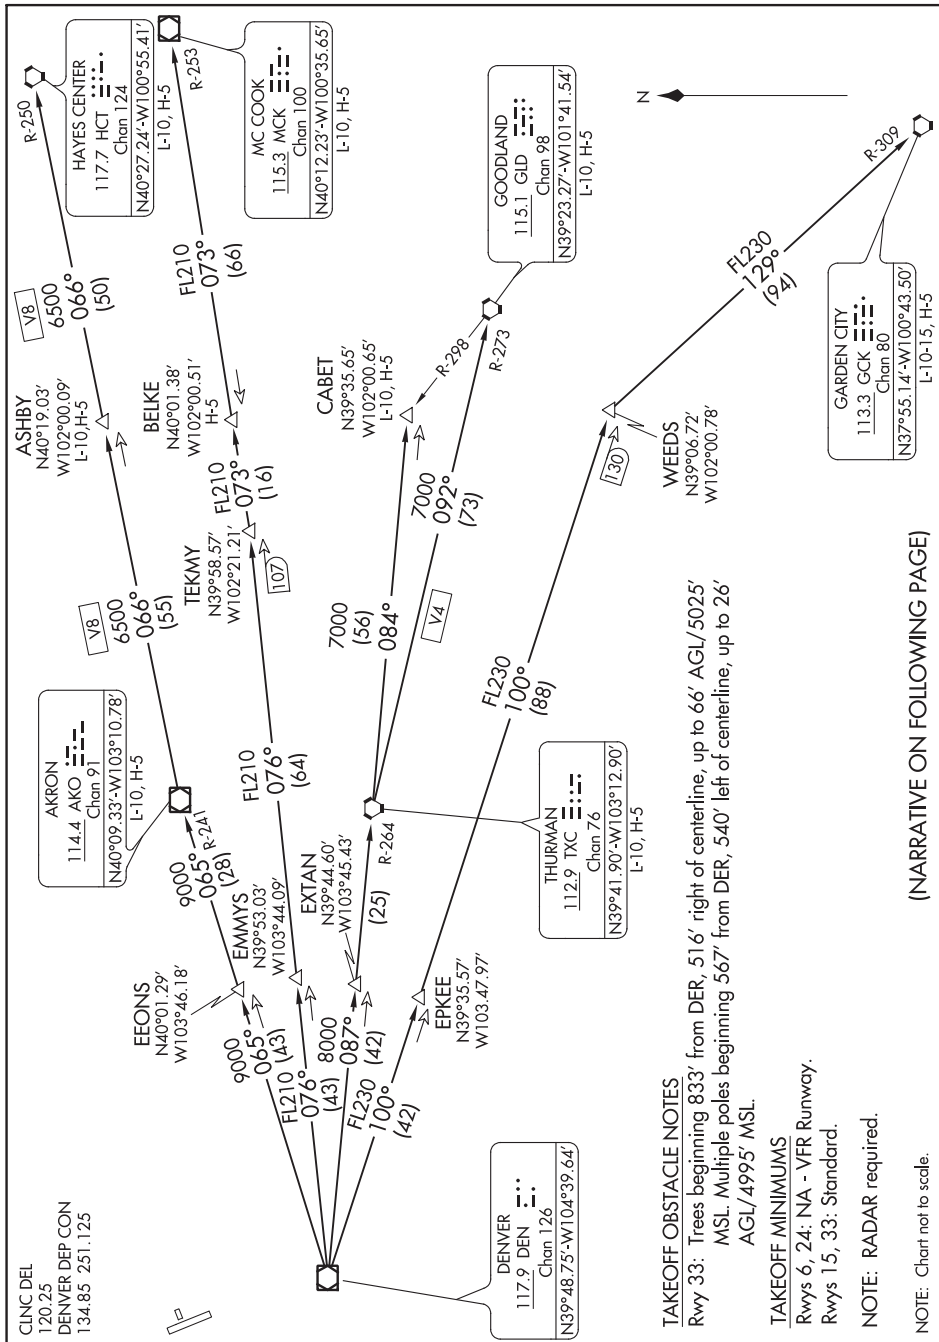 CLNC DEL
120.25
DENVER DEP CON
134.85 251.125
DENVER
117.9 DEN
Chan 126
N39°48.75’-W104°39.64’
9000
065°
(43)
FL210
076°
(43)
8000
087°
(42)
FL230
100°
(42)
EEONS
N40°01.29’
W103°46.18’
EMMYS
N39°53.03’
W103°44.09’
EXTAN
N39°44.60’
W103°45.43’
EPKEE
N39°35.57’
W103.47.97’
9000
065°
(28)
R-241
AKRON
114.4 AKO
Chan 91
N40°09.33’-W103°10.78’
L-10, H-5
V8
6500
066°
(55)
ASHBY
N40°19.03’
W102°00.09’
L-10,H-5
V8
6500
066°
(50)
R-250
HAYES CENTER
117.7 HCT
Chan 124
N40°27.24’-W100°55.41’
L-10, H-5
FL210
076°
(64)
TEKMY
N39°58.57’
W102°21.21’
107
FL210
073°
(16)
BELKE
N40°01.38’
W102°00.51’
H-5
FL210
073°
(66)
R-253
MC COOK
115.3 MCK
Chan 100
N40°12.23’-W100°35.65’
L-10, H-5
(25)
R-264
THURMAN
112.9 TXC
Chan 76
N39°41.90’-W103°12.90’
L-10, H-5
7000
(56)
084°
CABET
N39°35.65’
W102°00.65’
L-10, H-5
R-298
V4
7000
092°
(73)
R-273
GOODLAND
115.1 GLD
Chan 98
N39°23.27’-W101°41.54’
L-10, H-5
FL230
100°
(88)
130
WEEDS
N39°06.72’
W102°00.78’
FL230
129°
(94)
R-309
GARDEN CITY
113.3 GCK
Chan 80
N37°55.14’-W100°43.50’
L-10-15, H-5
N
TAKEOFF OBSTACLE NOTES
Rwy 33: Trees beginning 833’ from DER, 516’ right of centerline, up to 66’ AGL/5025’
MSL. Multiple poles beginning 567’ from DER, 540’ left of centerline, up to 26’
AGL/4995’ MSL.
TAKEOFF MINIMUMS
Rwys 6, 24: NA - VFR Runway.
Rwys 15, 33: Standard.
NOTE: RADAR required.
NOTE: Chart not to scale.
(NARRATIVE ON FOLLOWING PAGE)